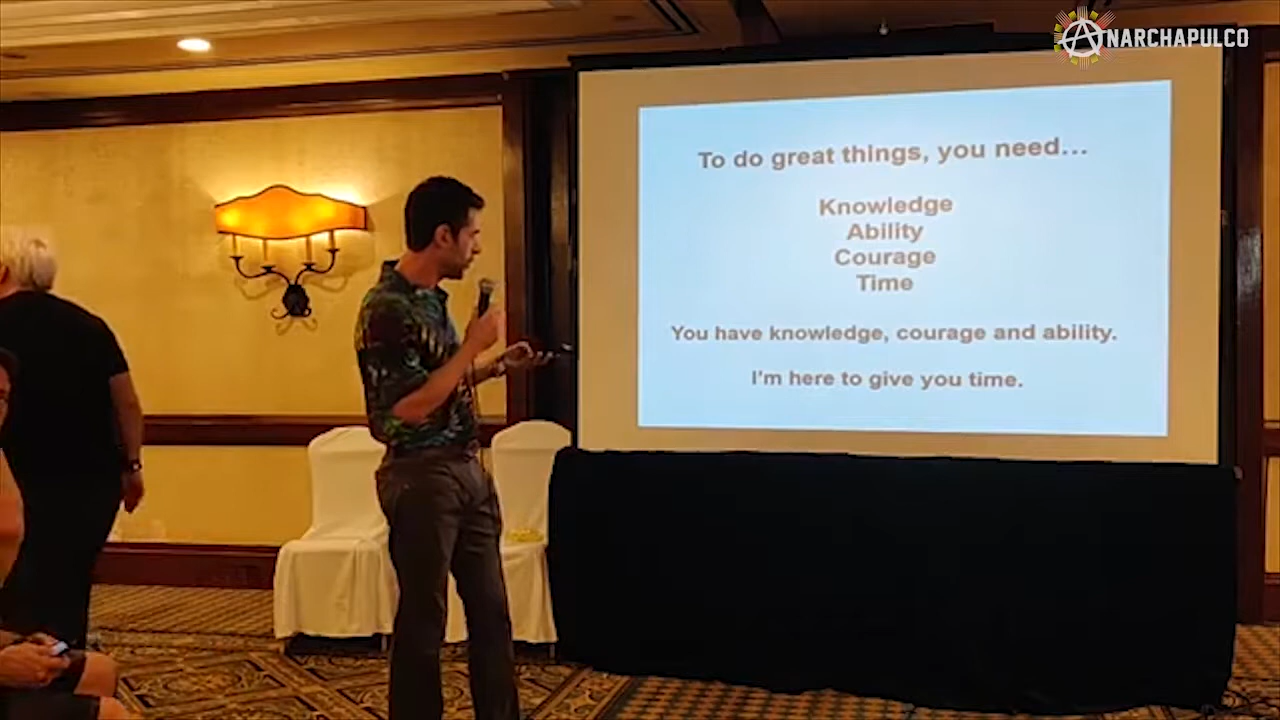 ANARCHAPULCO
To do great things, you need...
Knowledge
Ability
Courage
Time
You have knowledge, courage and ability.
I'm here to give you time.